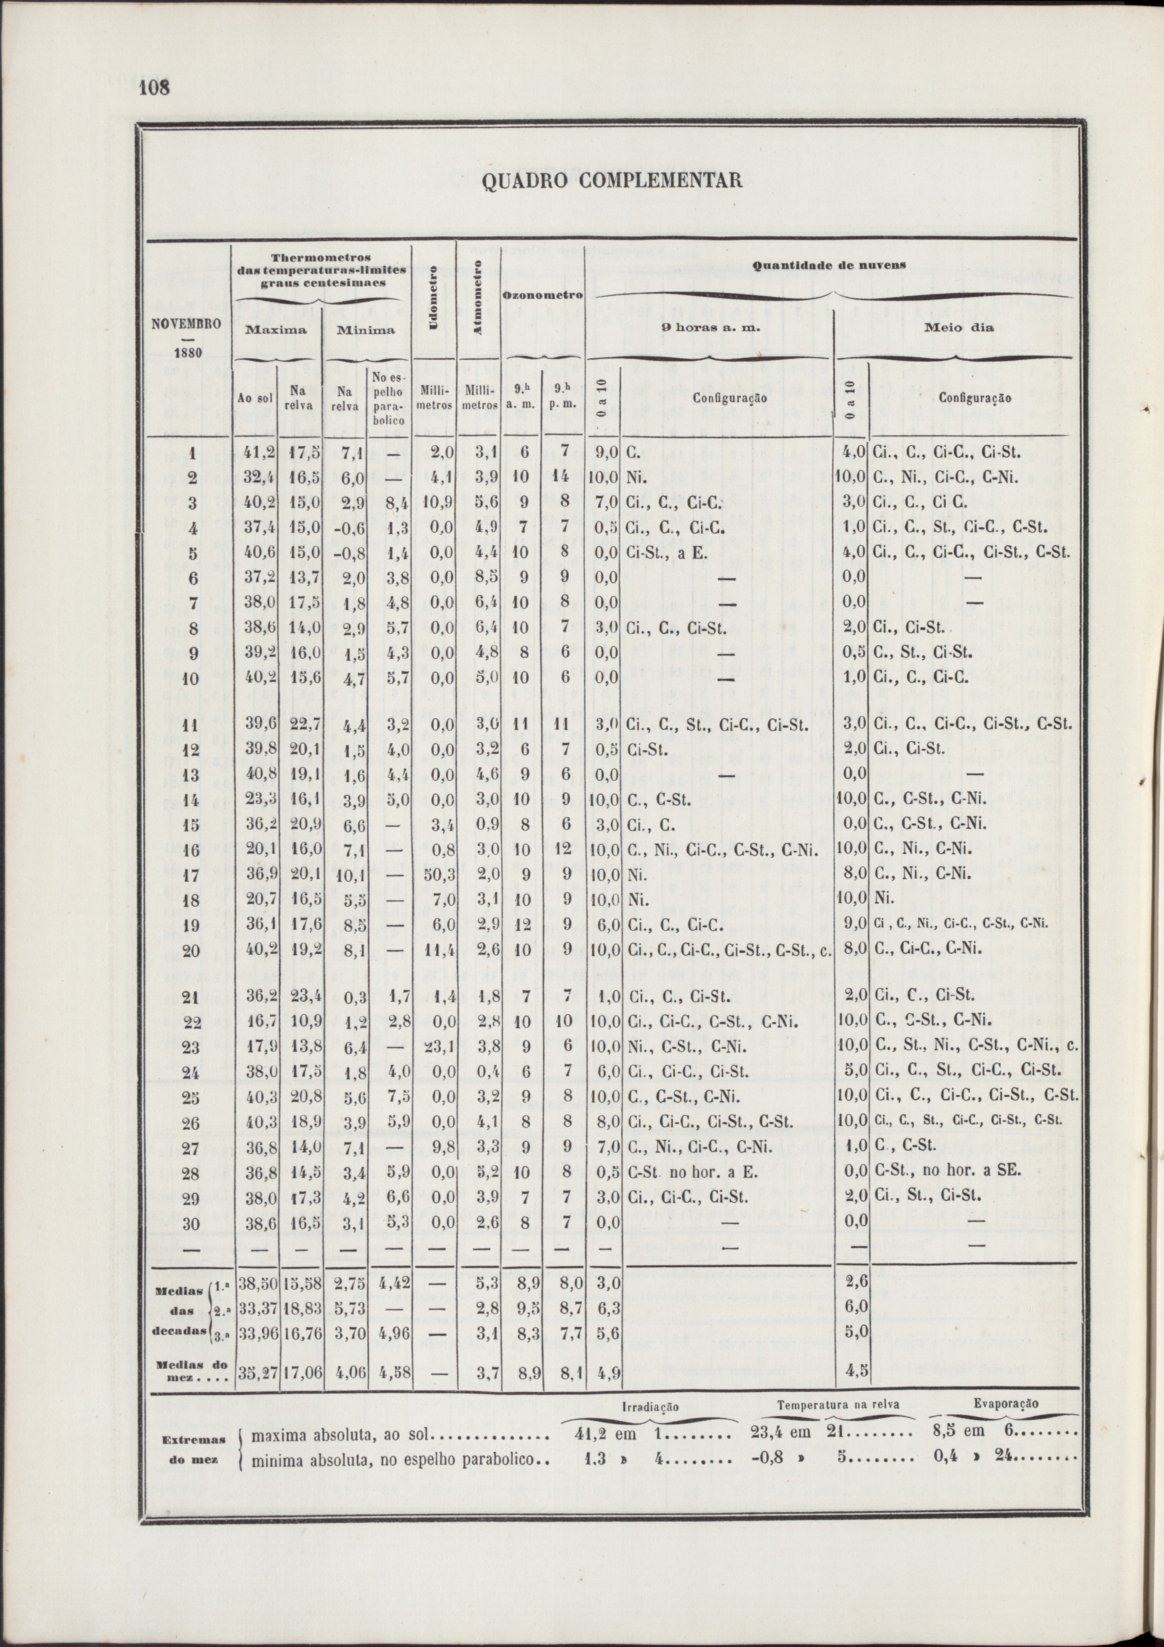 108
QUADRO COMPLEMENTAR
NOVEMBRO
—
1880
Thermometros
das temperaturas-limites
graus centesimaes
Udometro
Atmometro
Ozonometro
Quantidade de nuvens
Maxima
Minima
9 horas a. m.
Meio dia
Ao sol
Na
relva
Na
relva
No es-
pelho
para-
bolico
Milli-
metros
Milli-
metros
9.h
a. m.
9.h
p. m.
0 a 10
Configuração
0 a 10
Configuração
1 41,2 17,5 7,1 — 2,0 3,1 6 7 9,0 C. 4,0 Ci., C., Ci-C., Ci-St.
2 32,4 16,5 6,0 — 4,1 3,9 10 14 10,0 Ni. 10,0 C., Ni., Ci-C., C-Ni.
3 40,2 15,0 2,9 8,4 10,9 5,6 9 8 7,0 Ci., C., Ci-C. 3,0 Ci., C., Ci C.
4 37,4 15,0 -0,6 1,3 0,0 4,9 7 7 0,5 Ci., C., Ci-C. 1,0 Ci., C., St., Ci-C., C-St.
5 40,6 15,0 -0,8 1,4 0,0 4,4 10 8 0,0 Ci-St., a E. 4,0 Ci., C., Ci-C., Ci-St., C-St.
6 37,2 13,7 2,0 3,8 0,0 8,5 9 9 0,0 — 0,0 —
7 38,0 17,5 1,8 4,8 0,0 6,4 10 8 0,0 — 0,0 —
8 38,6 14,0 2,9 5,7 0,0 6,4 10 7 3,0 Ci., C., Ci-St. 2,0 Ci., Ci-St.
9 39,2 16,0 1,5 4,3 0,0 4,8 8 6 0,0 — 0,5 C., St., Ci-St.
10 40,2 15,6 4,7 5,7 0,0 5,0 10 6 0,0 — 1,0 Ci., C., Ci-C.
11 39,6 22,7 4,4 3,2 0,0 3,0 11 11 3,0 Ci., C., St., Ci-C., Ci-St. 3,0 Ci., C., Ci-C., Ci-St., C-St.
12 39,8 20,1 1,5 4,0 0,0 3,2 6 7 0,5 Ci-St. 2,0 Ci., Ci-St.
13 40,8 19,1 1,6 4,4 0,0 4,6 9 6 0,0 — 0,0 —
14 23,3 16,1 3,9 5,0 0,0 3,0 10 9 10,0 C., C-St. 10,0 C., C-St., C-Ni.
15 36,2 20,9 6,6 — 3,4 0,9 8 6 3,0 Ci., C. 0,0 C., C-St., C-Ni.
16 20,1 16,0 7,1 — 0,8 3,0 10 12 10,0 C., Ni., Ci-C., C-St., C-Ni. 10,0 C., Ni., C-Ni.
17 36,9 20,1 10,1 — 50,3 2,0 9 9 10,0 Ni. 8,0 C., Ni., C-Ni.
18 20,7 16,5 5,5 — 7,0 3,1 10 9 10,0 Ni. 10,0 Ni.
19 36,1 17,6 8,5 — 6,0 2,9 12 9 6,0 Ci., C., Ci-C. 9,0 Ci , C., Ni., Ci-C., C-St., C-Ni.
20 40,2 19,2 8,1 — 11,4 2,6 10 9 10,0 Ci., C., Ci-C., Ci-St., C-St., c. 8,0 C., Ci-C., C-Ni.
21 36,2 23,4 0,3 1,7 1,4 1,8 7 7 1,0 Ci., C., Ci-St. 2,0 Ci., C., Ci-St.
22 16,7 10,9 1,2 2,8 0,0 2,8 10 10 10,0 Ci., Ci-C., C-St., C-Ni. 10,0 C., C-St., C-Ni.
23 17,9 13,8 6,4 — 23,1 3,8 9 6 10,0 Ni., C-St., C-Ni. 10,0 C., St., Ni., C-St., C-Ni., c.
24 38,0 17,5 1,8 4,0 0,0 0,4 6 7 6,0 Ci., Ci-C., Ci-St. 5,0 Ci., C., St., Ci-C., Ci-St.
25 40,3 20,8 5,6 7,5 0,0 3,2 9 8 10,0 C., C-St., C-Ni. 10,0 Ci., C., Ci-C., Ci-St., C-St.
26 40,3 18,9 3,9 5,9 0,0 4,1 8 8 8,0 Ci., Ci-C., Ci-St., C-St. 10,0 Ci., C., St., Ci-C., Ci-St., C-St.
27 36,8 14,0 7,1 — 9,8 3,3 9 9 7,0 C., Ni., Ci-C., C-Ni. 1,0 C , C-St.
28 36,8 14,5 3,4 5,9 0,0 5,2 10 8 0,5 C-St. no hor. a E. 0,0 C-St., no hor. a SE.
29 38,0 17,3 4,2 6,6 0,0 3,9 7 7 3,0 Ci., Ci-C., Ci-St. 2,0 Ci., St., Ci-St.
30 38,6 16,5 3,1 5,3 0,0 2,6 8 7 0,0 — 0,0 —
— — — — — — — — — — — — —
Medias das decadas
1.ª 38,50 15,58 2,75 4,42 — 5,3 8,9 8,0 3,0 2,6
2.ª 33,37 18,83 5,73 — — 2,8 9,5 8,7 6,3 6,0
3.ª 33,96 16,76 3,70 4,96 — 3,1 8,3 7,7 5,6 5,0
Medias do
mez.... 35,27 17,06 4,06 4,58 — 3,7 8,9 8,1 4,9 4,5
Irradiação Temperatura na relva Evaporação
Extremas
do mez
maxima absoluta, ao sol.............. 41,2 em 1........ 23,4 em 21........ 8,5 em 6........
minima absoluta, no espelho parabolico.. 1,3 » 4........ -0,8 » 5........ 0,4 » 24........